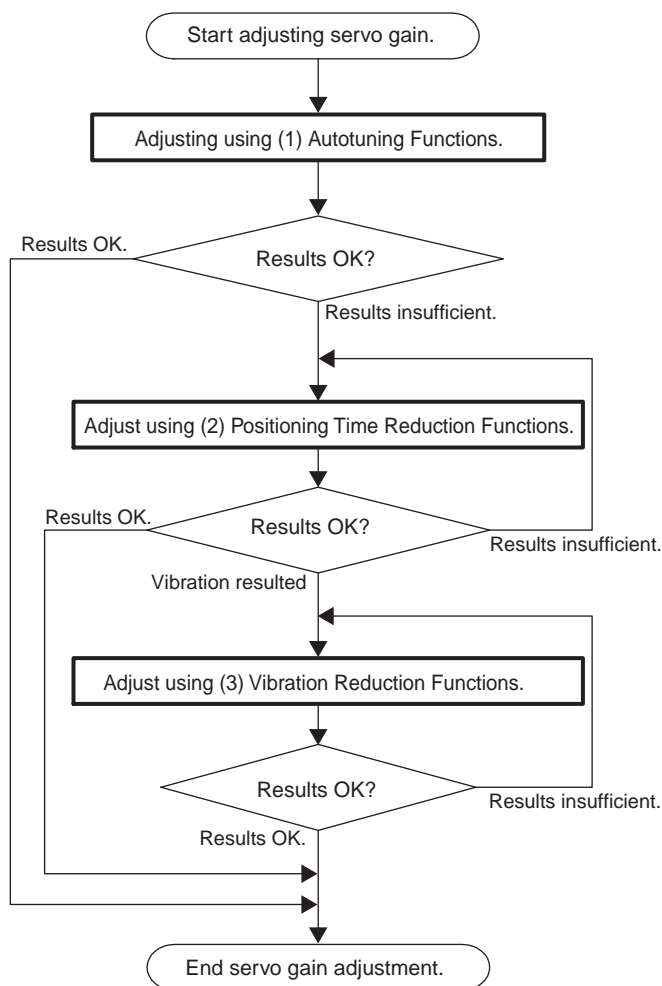 Start adjusting servo gain.
Adjusting using (1) Autotuning Functions.
Results OK.
Results OK?
Results insufficient.
Adjust using (2) Positioning Time Reduction Functions.
Results OK.
Results OK?
Results insufficient.
Vibration resulted
Adjust using (3) Vibration Reduction Functions.
Results OK?
Results insufficient.
Results OK.
End servo gain adjustment.